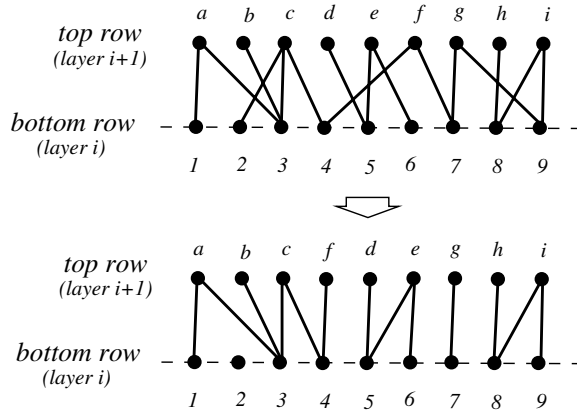 a b c d e f g h i
top row
(layer i+1)
bottom row
(layer i)
1 2 3 4 5 6 7 8 9
a b c f d e g h i
top row
(layer i+1)
bottom row
(layer i)
1 2 3 4 5 6 7 8 9